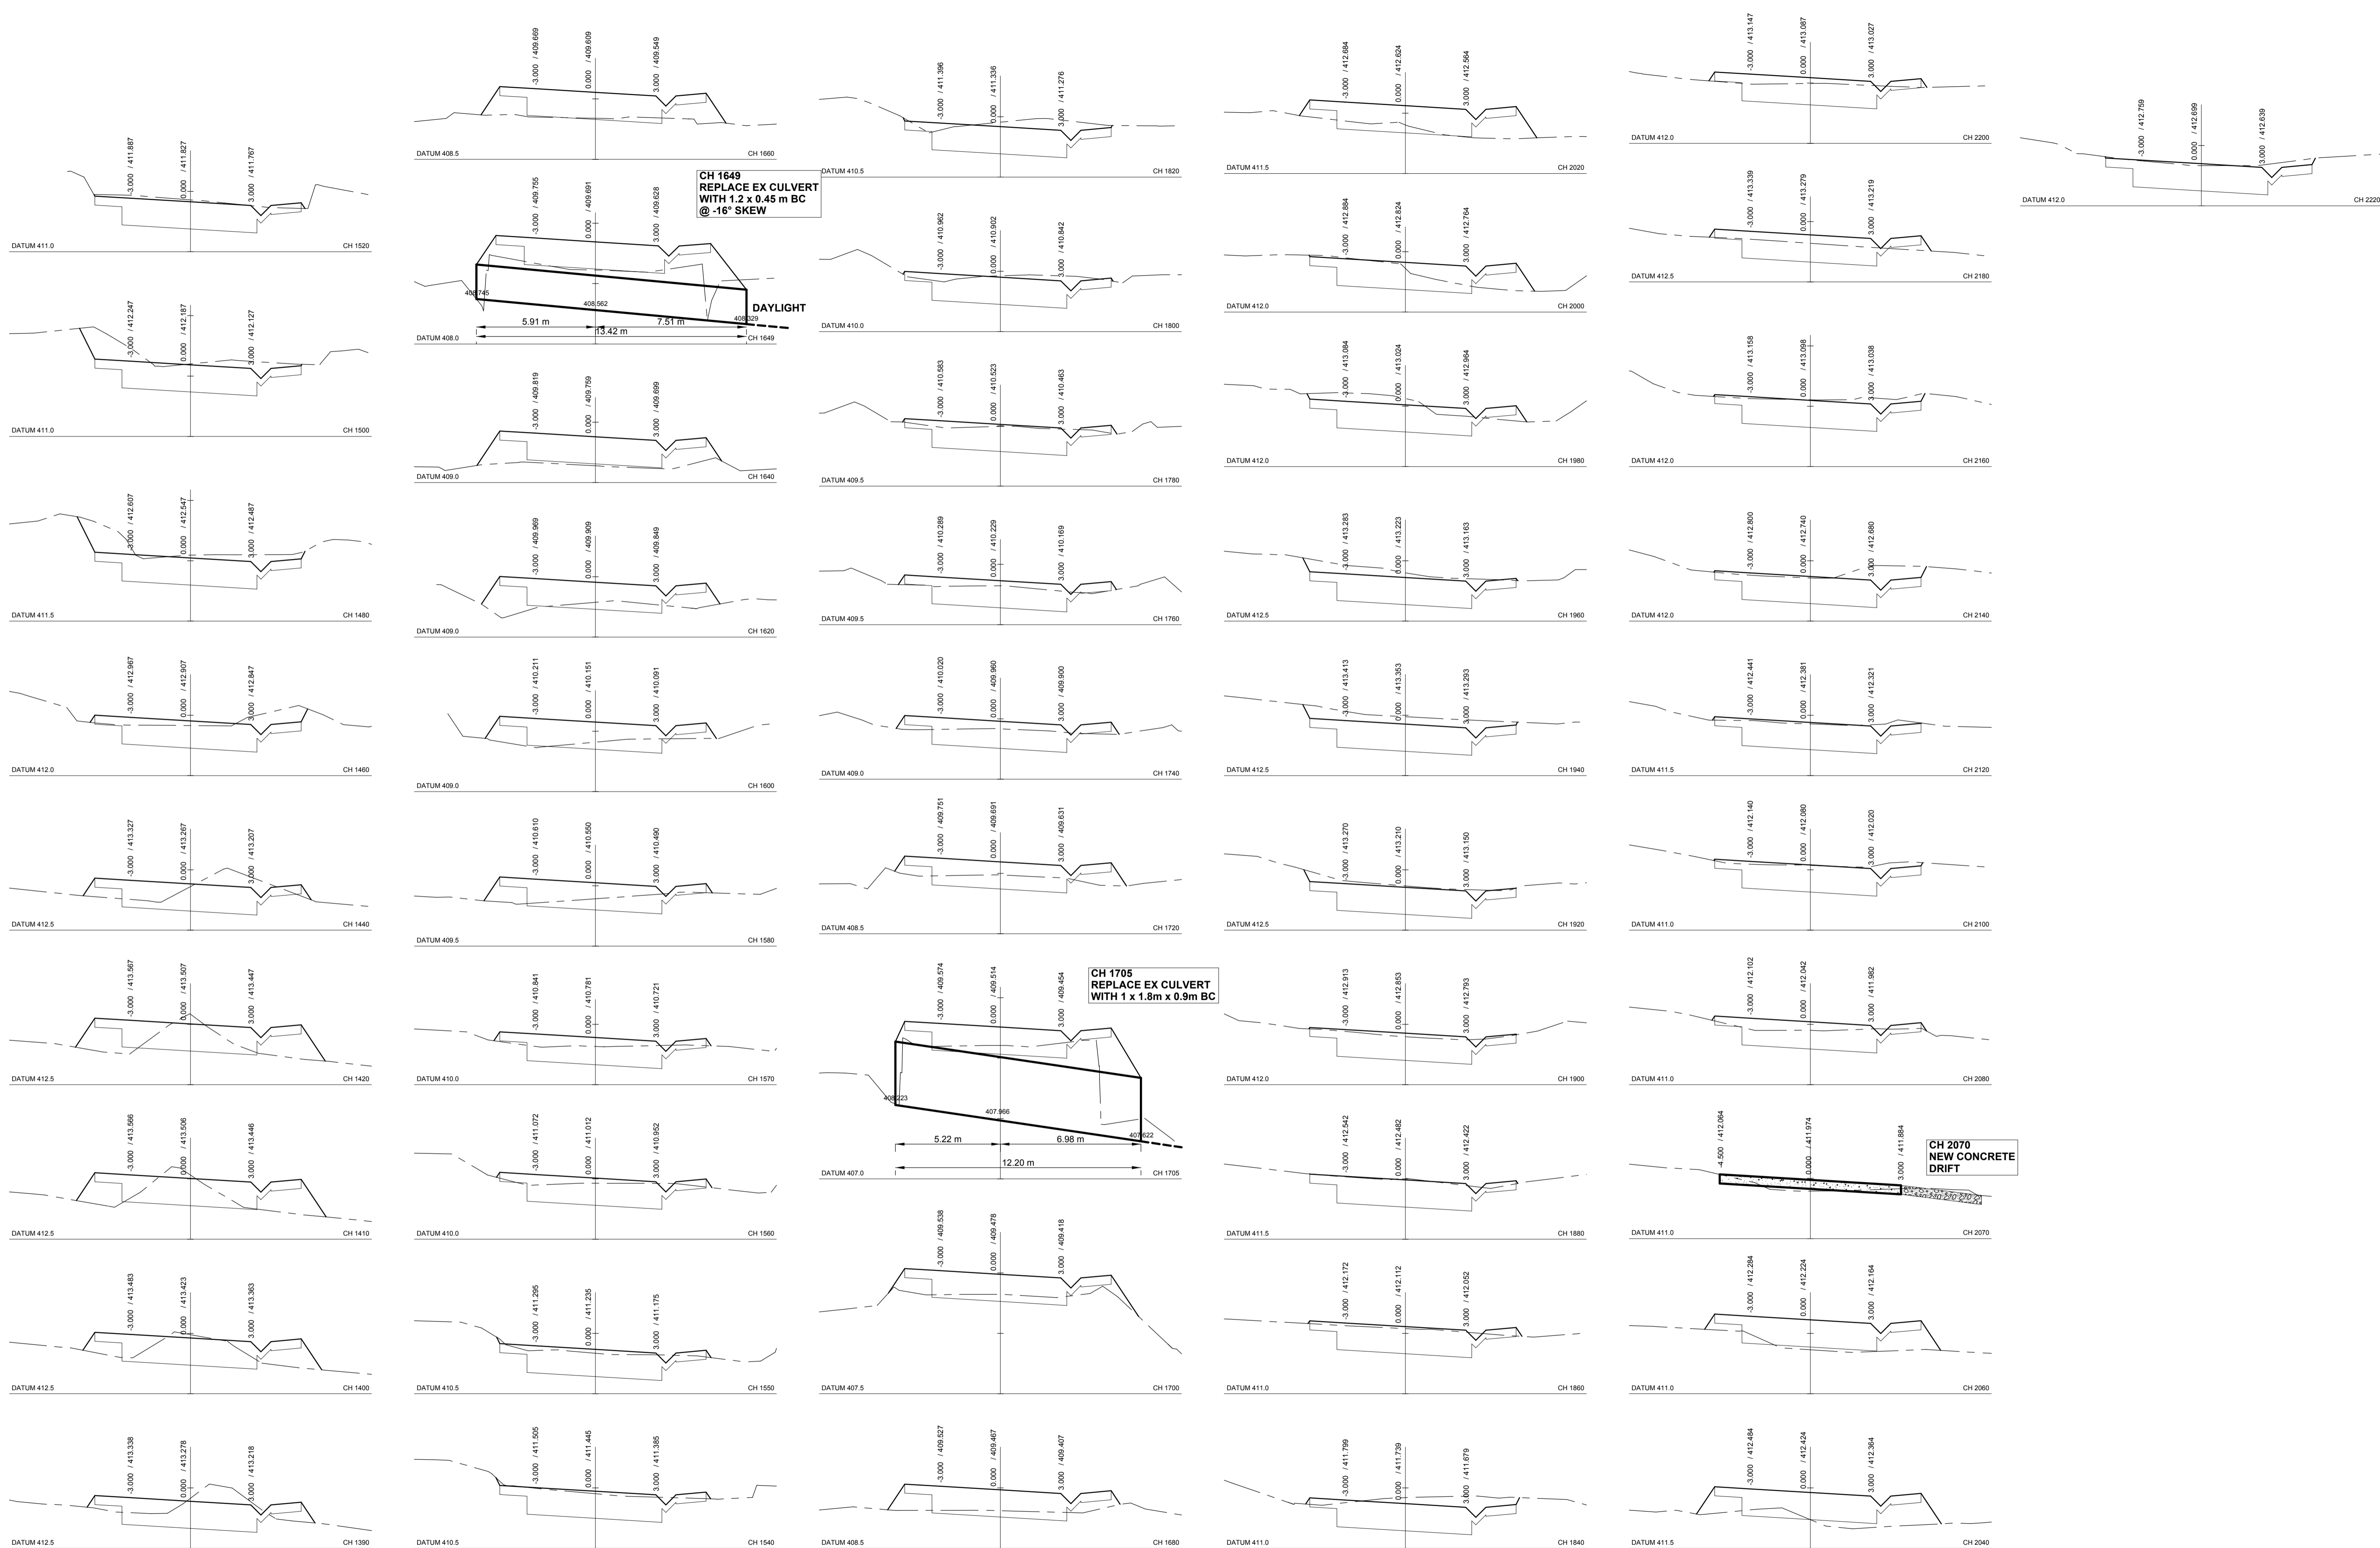 -3.000 / 411.887
0.000 / 411.827
3.000 / 411.767
DATUM 411.0
CH 1520
-3.000 / 412.247
0.000 / 412.187
3.000 / 412.127
DATUM 411.0
CH 1500
-3.000 / 412.607
0.000 / 412.547
3.000 / 412.487
DATUM 411.5
CH 1480
-3.000 / 412.967
0.000 / 412.907
3.000 / 412.847
DATUM 412.0
CH 1460
-3.000 / 413.327
0.000 / 413.267
3.000 / 413.207
DATUM 412.5
CH 1440
-3.000 / 413.567
0.000 / 413.507
3.000 / 413.447
DATUM 412.5
CH 1420
-3.000 / 413.566
0.000 / 413.506
3.000 / 413.446
DATUM 412.5
CH 1410
-3.000 / 413.483
0.000 / 413.423
3.000 / 413.363
DATUM 412.5
CH 1400
-3.000 / 413.338
0.000 / 413.278
3.000 / 413.218
DATUM 412.5
CH 1390
-3.000 / 409.669
0.000 / 409.609
3.000 / 409.549
DATUM 408.5
CH 1660
CH 1649
REPLACE EX CULVERT
WITH 1.2 x 0.45 m BC
@ -16° SKEW
-3.000 / 409.755
0.000 / 409.691
3.000 / 409.628
408.745
408.562
408.329
DAYLIGHT
5.91 m
7.51 m
13.42 m
DATUM 408.0
CH 1649
-3.000 / 409.819
0.000 / 409.759
3.000 / 409.699
DATUM 409.0
CH 1640
-3.000 / 409.969
0.000 / 409.909
3.000 / 409.849
DATUM 409.0
CH 1620
-3.000 / 410.211
0.000 / 410.151
3.000 / 410.091
DATUM 409.0
CH 1600
-3.000 / 410.610
0.000 / 410.550
3.000 / 410.490
DATUM 409.5
CH 1580
-3.000 / 410.841
0.000 / 410.781
3.000 / 410.721
DATUM 410.0
CH 1570
-3.000 / 411.072
0.000 / 411.012
3.000 / 410.952
DATUM 410.0
CH 1560
-3.000 / 411.295
0.000 / 411.235
3.000 / 411.175
DATUM 410.5
CH 1550
-3.000 / 411.505
0.000 / 411.445
3.000 / 411.385
DATUM 410.5
CH 1540
-3.000 / 411.396
0.000 / 411.336
3.000 / 411.276
DATUM 410.5
CH 1820
-3.000 / 410.962
0.000 / 410.902
3.000 / 410.842
DATUM 410.0
CH 1800
-3.000 / 410.583
0.000 / 410.523
3.000 / 410.463
DATUM 409.5
CH 1780
-3.000 / 410.289
0.000 / 410.229
3.000 / 410.169
DATUM 409.5
CH 1760
-3.000 / 410.020
0.000 / 409.960
3.000 / 409.900
DATUM 409.0
CH 1740
-3.000 / 409.751
0.000 / 409.691
3.000 / 409.631
DATUM 408.5
CH 1720
CH 1705
REPLACE EX CULVERT
WITH 1 x 1.8m x 0.9m BC
-3.000 / 409.574
0.000 / 409.514
3.000 / 409.454
408.223
407.966
407.622
5.22 m
6.98 m
12.20 m
DATUM 407.0
CH 1705
-3.000 / 409.538
0.000 / 409.478
3.000 / 409.418
DATUM 407.5
CH 1700
-3.000 / 409.527
0.000 / 409.467
3.000 / 409.407
DATUM 408.5
CH 1680
-3.000 / 412.684
0.000 / 412.624
3.000 / 412.564
DATUM 411.5
CH 2020
-3.000 / 412.884
0.000 / 412.824
3.000 / 412.764
DATUM 412.0
CH 2000
-3.000 / 413.084
0.000 / 413.024
3.000 / 412.964
DATUM 412.0
CH 1980
-3.000 / 413.283
0.000 / 413.223
3.000 / 413.163
DATUM 412.5
CH 1960
-3.000 / 413.413
0.000 / 413.353
3.000 / 413.293
DATUM 412.5
CH 1940
-3.000 / 413.270
0.000 / 413.210
3.000 / 413.150
DATUM 412.5
CH 1920
-3.000 / 412.913
0.000 / 412.853
3.000 / 412.793
DATUM 412.0
CH 1900
-3.000 / 412.542
0.000 / 412.482
3.000 / 412.422
DATUM 411.5
CH 1880
-3.000 / 412.172
0.000 / 412.112
3.000 / 412.052
DATUM 411.0
CH 1860
-3.000 / 411.799
0.000 / 411.739
3.000 / 411.679
DATUM 411.0
CH 1840
-3.000 / 413.147
0.000 / 413.087
3.000 / 413.027
DATUM 412.0
CH 2200
-3.000 / 413.339
0.000 / 413.279
3.000 / 413.219
DATUM 412.5
CH 2180
-3.000 / 413.158
0.000 / 413.098
3.000 / 413.038
DATUM 412.0
CH 2160
-3.000 / 412.800
0.000 / 412.740
3.000 / 412.680
DATUM 412.0
CH 2140
-3.000 / 412.441
0.000 / 412.381
3.000 / 412.321
DATUM 411.5
CH 2120
-3.000 / 412.140
0.000 / 412.080
3.000 / 412.020
DATUM 411.0
CH 2100
-3.000 / 412.102
0.000 / 412.042
3.000 / 411.982
DATUM 411.0
CH 2080
-4.500 / 412.064
0.000 / 411.974
3.000 / 411.884
CH 2070
NEW CONCRETE
DRIFT
DATUM 411.0
CH 2070
-3.000 / 412.284
0.000 / 412.224
3.000 / 412.164
DATUM 411.0
CH 2060
-3.000 / 412.484
0.000 / 412.424
3.000 / 412.364
DATUM 411.5
CH 2040
-3.000 / 412.759
0.000 / 412.699
3.000 / 412.639
DATUM 412.0
CH 2220